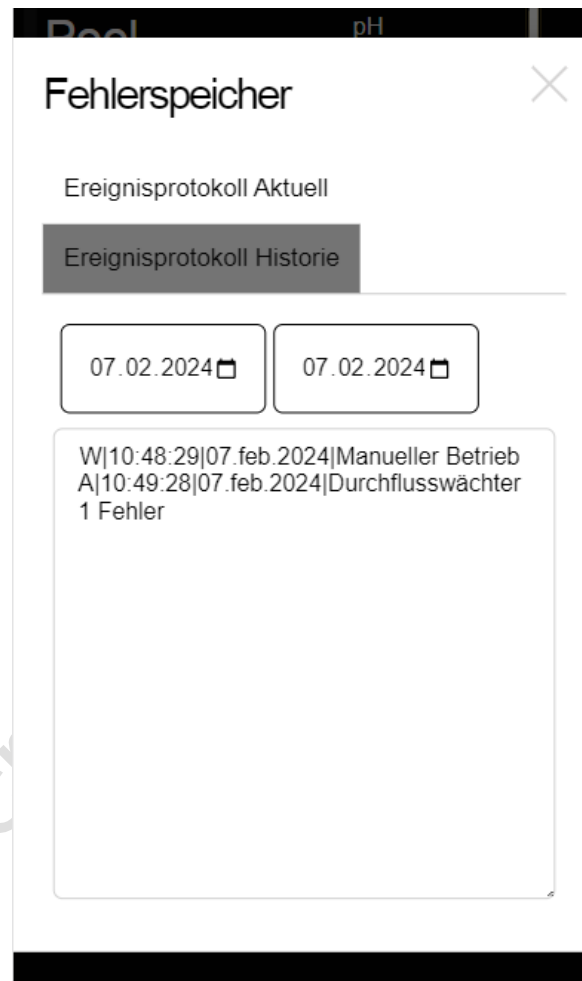 Pool
pH
Fehlerspeicher
Ereignisprotokoll Aktuell
Ereignisprotokoll Historie
07.02.2024 07.02.2024
W|10:48:29|07.feb.2024|Manueller Betrieb
A|10:49:28|07.feb.2024|Durchflusswächter
1 Fehler